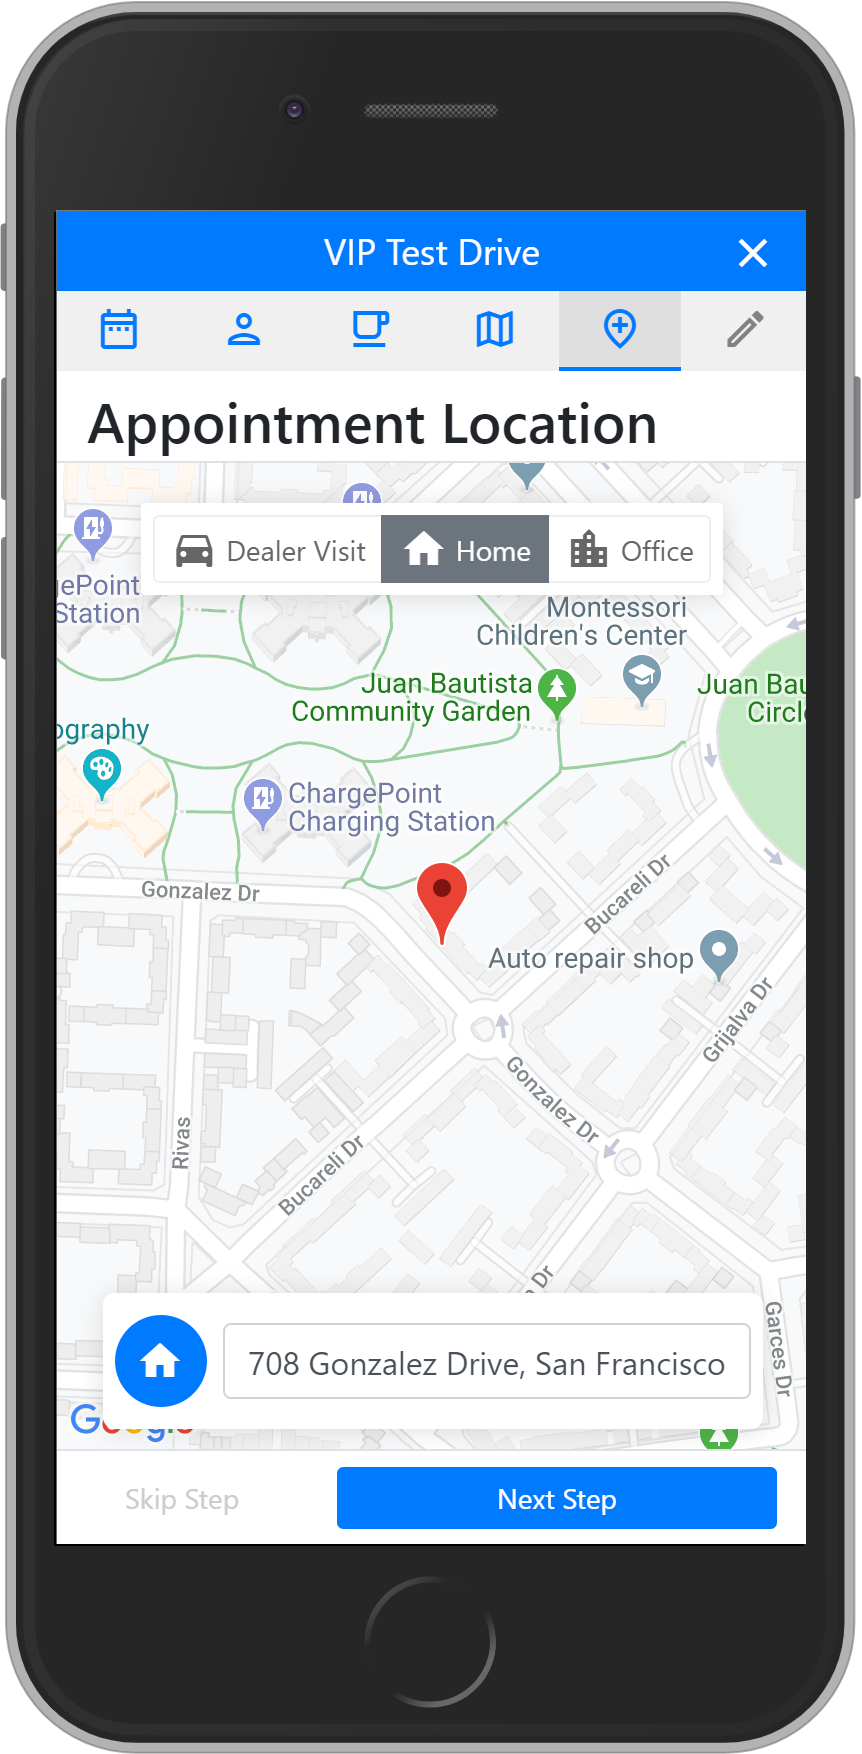 VIP Test Drive
Appointment Location
Dealer Visit
Home
Office
ePoint
Station
Montessori
Children's Center
Juan Bautista
Community Garden
Juan Bau
Circl
ography
ChargePoint
Charging Station
Gonzalez Dr
Bucareli Dr
Auto repair shop
Grijalva Dr
Gonzalez Dr
Rivas
Bucareli Dr
Dr
Garces Dr
708 Gonzalez Drive, San Francisco
Google
Skip Step
Next Step